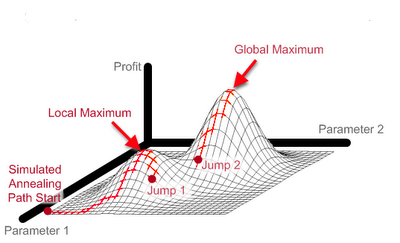 Global Maximum
Profit
Local Maximum
Parameter 2
Simulated
Annealing
Path Start
Jump 2
Jump 1
Parameter 1